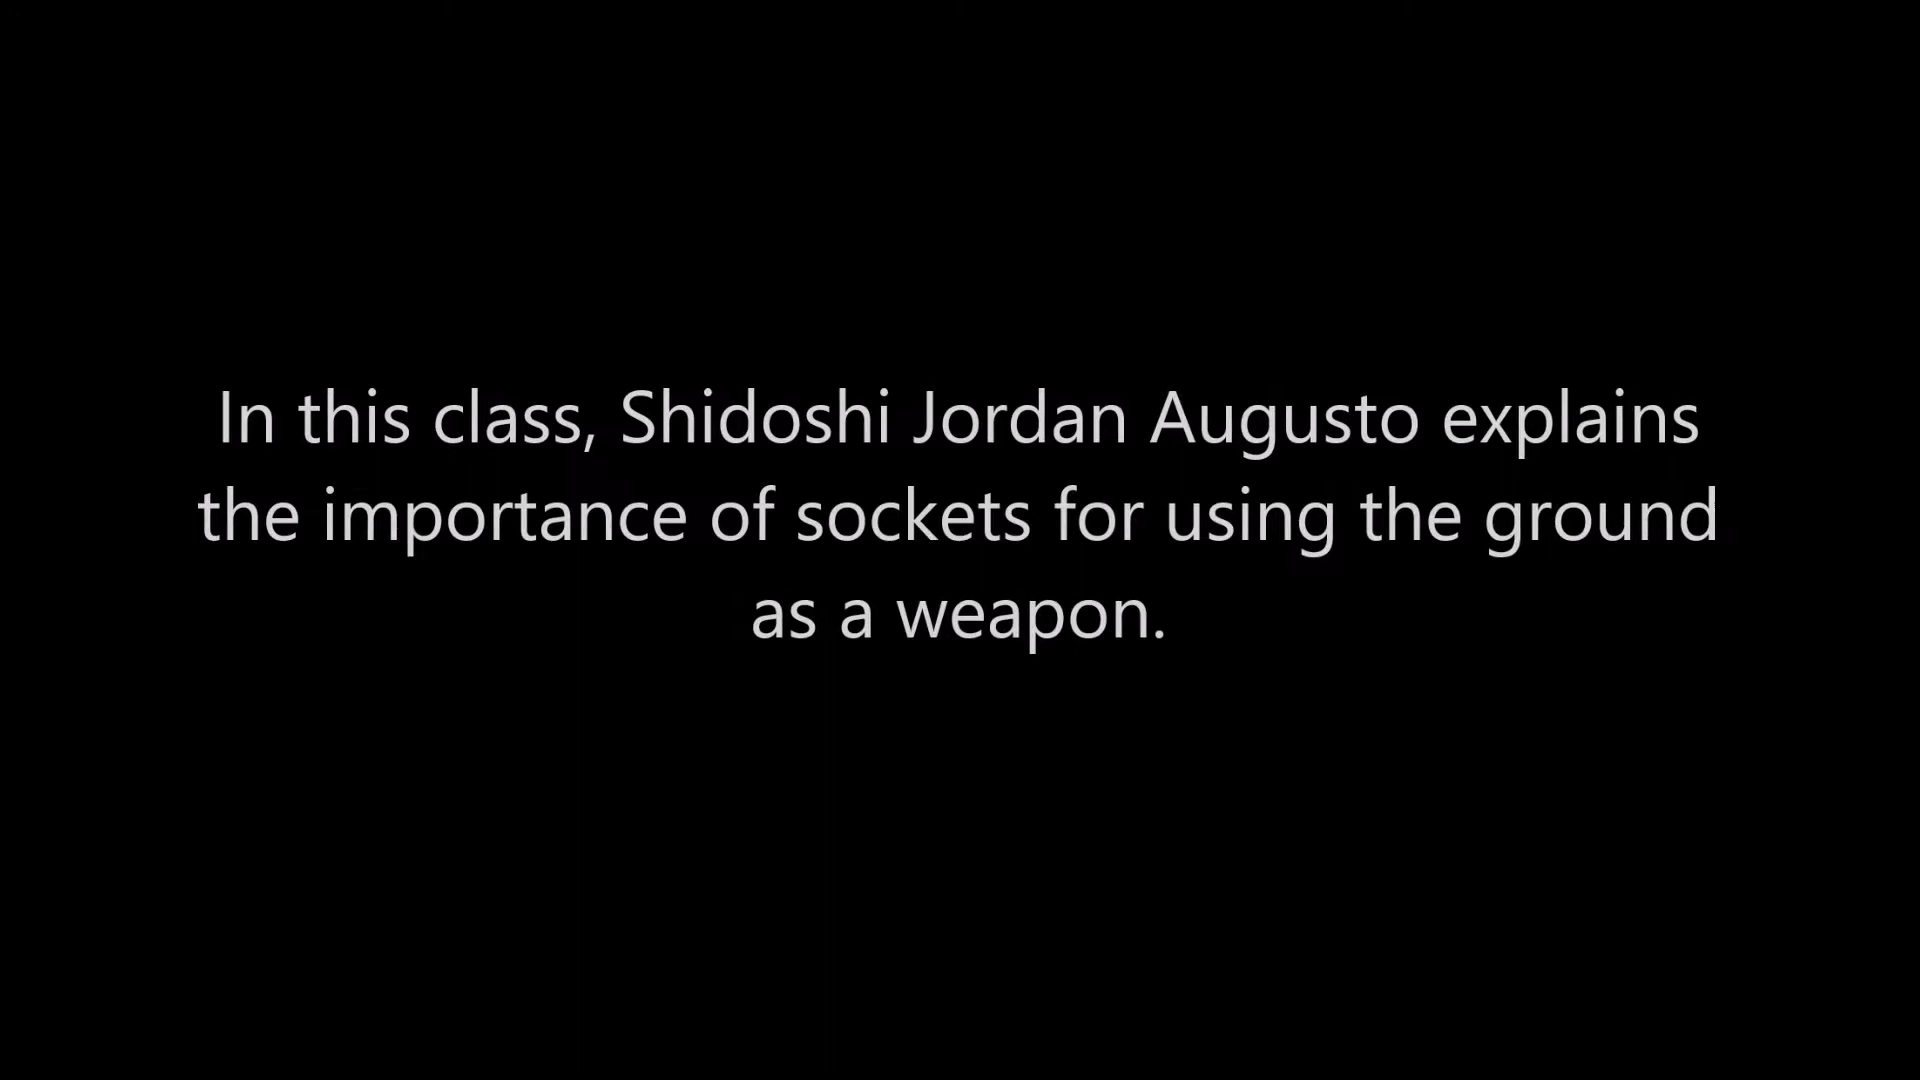 In this class, Shidoshi Jordan Augusto explains
the importance of sockets for using the ground
as a weapon.